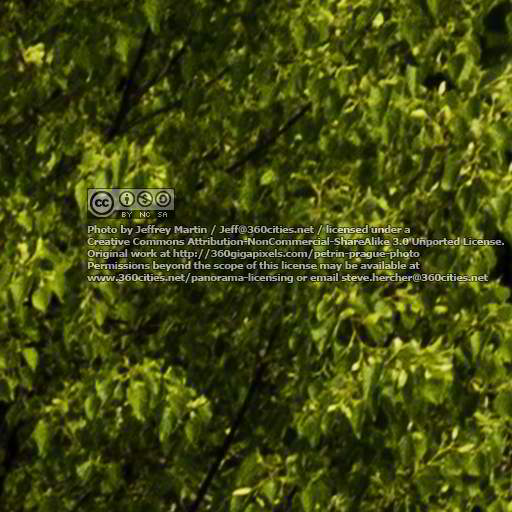 cc
BY NC SA
Photo by Jeffrey Martin / Jeff@360cities.net / licensed under a
Creative Commons Attribution-NonCommercial-ShareAlike 3.0 Unported License.
Original work at http://360gigapixels.com/petrin-prague-photo
Permissions beyond the scope of this license may be available at
www.360cities.net/panorama-licensing or email steve.hercher@360cities.net